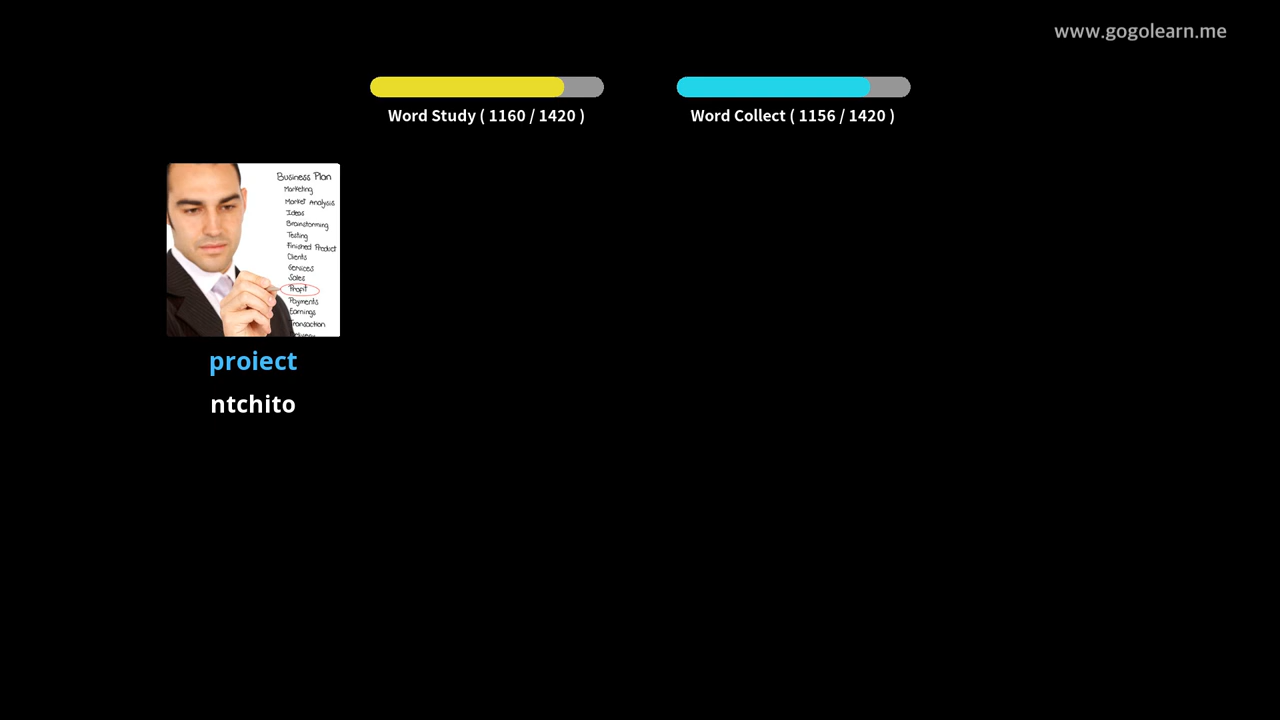 www.gogolearn.me
Word Study ( 1160 / 1420 )
Word Collect ( 1156 / 1420 )
Business Plan
Marketing
Market Analysis
Ideas
Brainstorming
Testing
Finished Product
Clients
Services
Sales
Profit
Payments
Earnings
Transaction
Delivery
proiect
ntchito